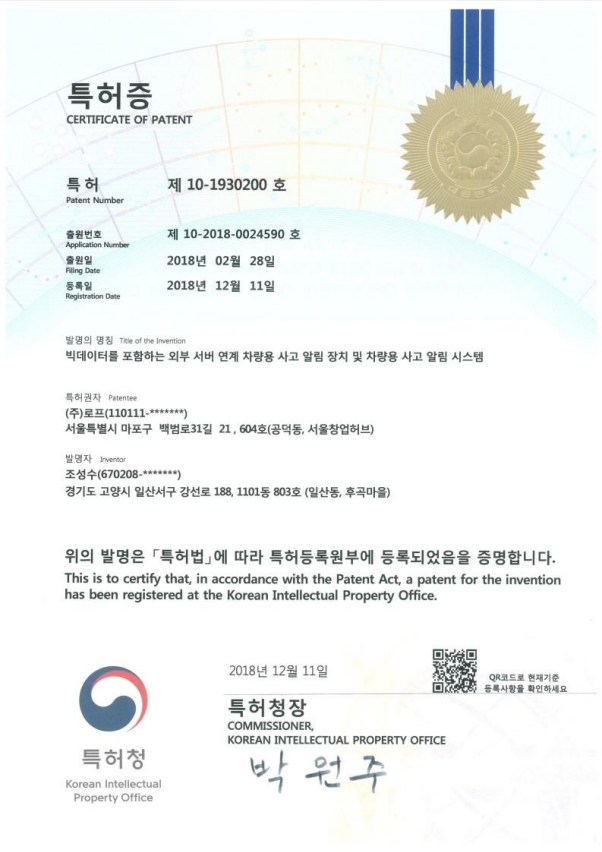 특허증
CERTIFICATE OF PATENT
특허 제 10-1930200 호
Patent Number
출원번호 제 10-2018-0024590 호
Application Number
출원일 2018년 02월 28일
Filing Date
등록일 2018년 12월 11일
Registration Date
발명의 명칭 Title of the Invention
빅데이터를 포함하는 외부 서버 연계 차량용 사고 알림 장치 및 차량용 사고 알림 시스템
특허권자 Patentee
(주)로프(110111-*******)
서울특별시 마포구 백범로31길 21 , 604호(공덕동, 서울창업허브)
발명자 Inventor
조성수(670208-*******)
경기도 고양시 일산서구 강선로 188, 1101동 803호 (일산동, 후곡마을)
위의 발명은 「특허법」에 따라 특허등록원부에 등록되었음을 증명합니다.
This is to certify that, in accordance with the Patent Act, a patent for the invention
has been registered at the Korean Intellectual Property Office.
2018년 12월 11일
QR코드로 현재기준
등록사항을 확인하세요
특허청장
COMMISSIONER,
KOREAN INTELLECTUAL PROPERTY OFFICE
박원주
특허청
Korean Intellectual
Property Office